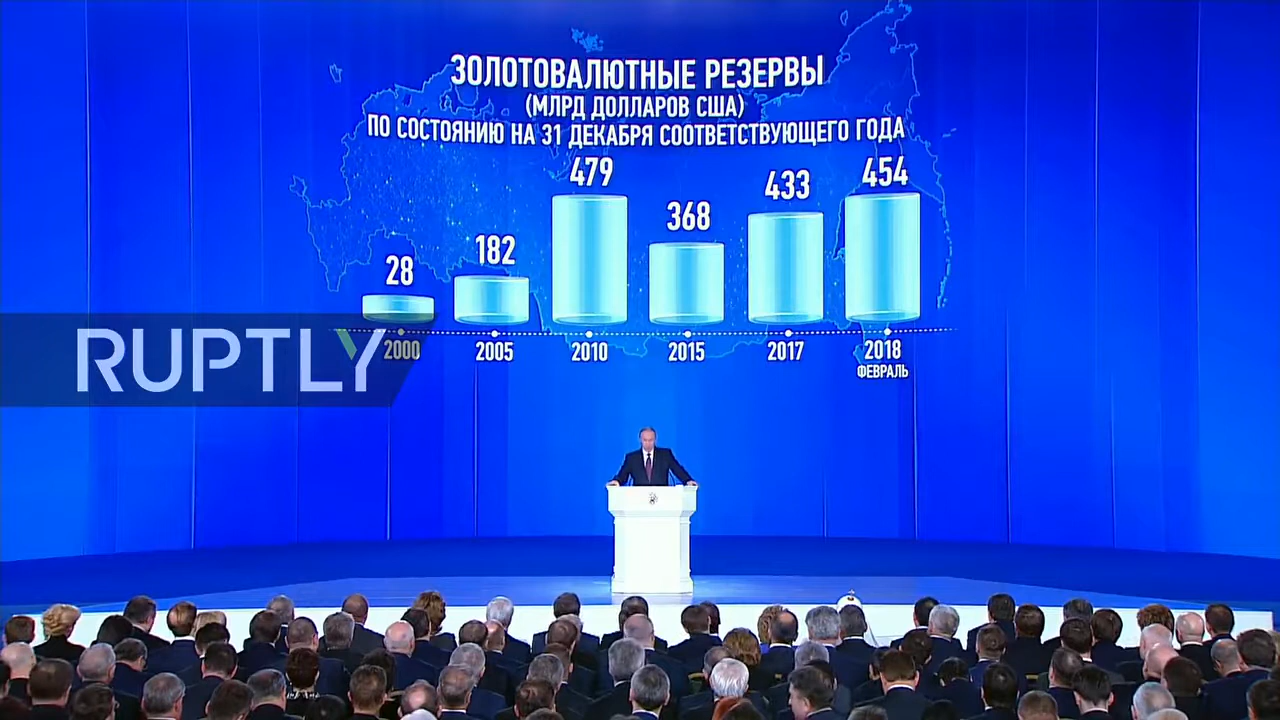 ЗОЛОТОВАЛЮТНЫЕ РЕЗЕРВЫ
(МЛРД ДОЛЛАРОВ США)
ПО СОСТОЯНИЮ НА 31 ДЕКАБРЯ СООТВЕТСТВУЮЩЕГО ГОДА
28 182 479 368 433 454
2000 2005 2010 2015 2017 2018
ФЕВРАЛЬ
RUPTLY